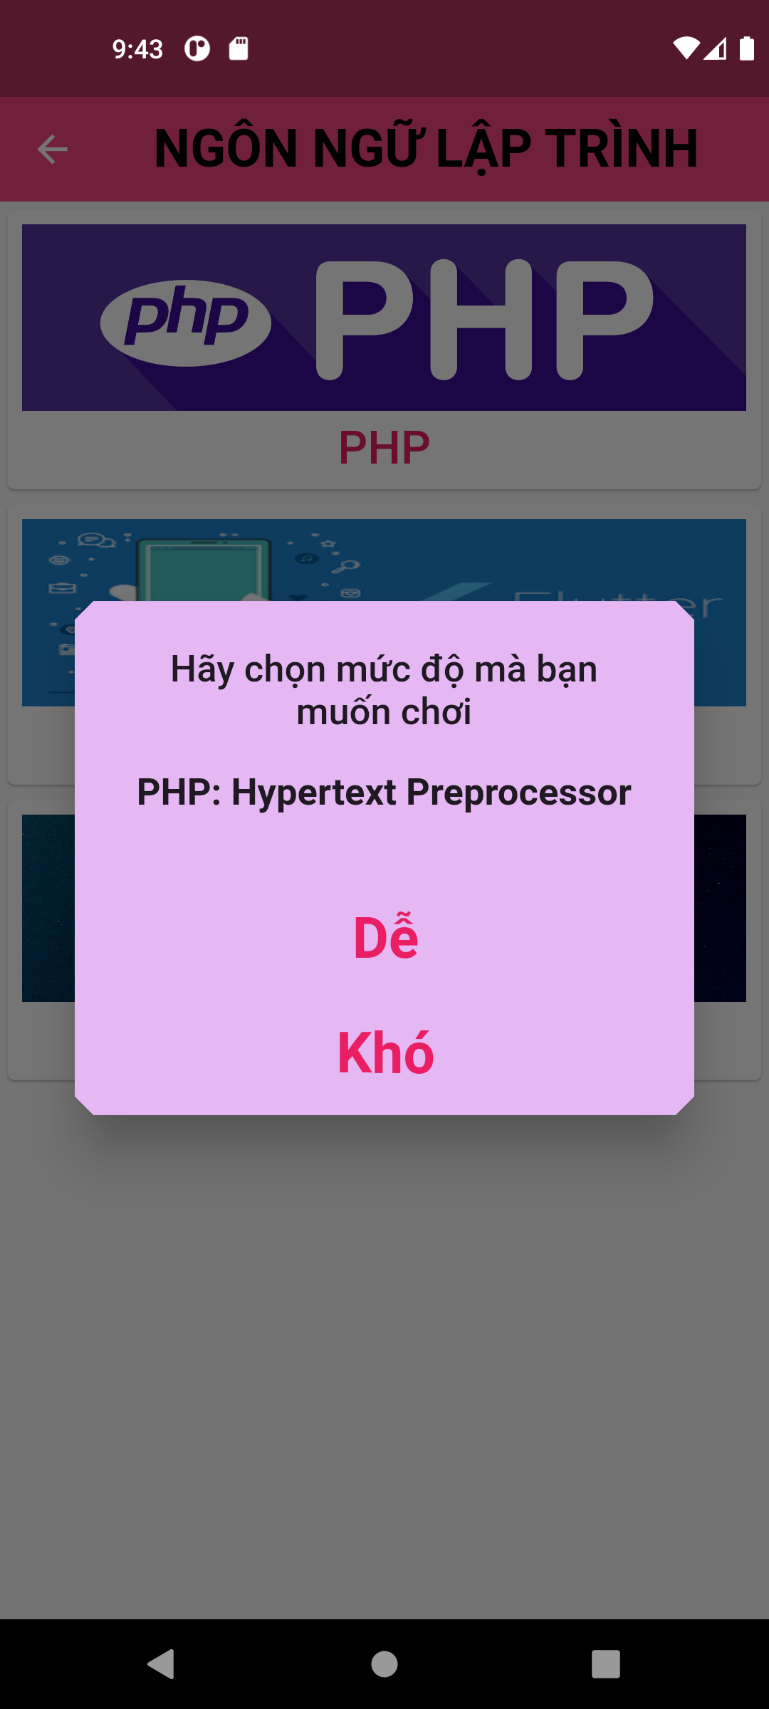 9:43
NGÔN NGỮ LẬP TRÌNH
php PHP
PHP
Flutter
Hãy chọn mức độ mà bạn
muốn chơi
PHP: Hypertext Preprocessor
Dễ
Khó